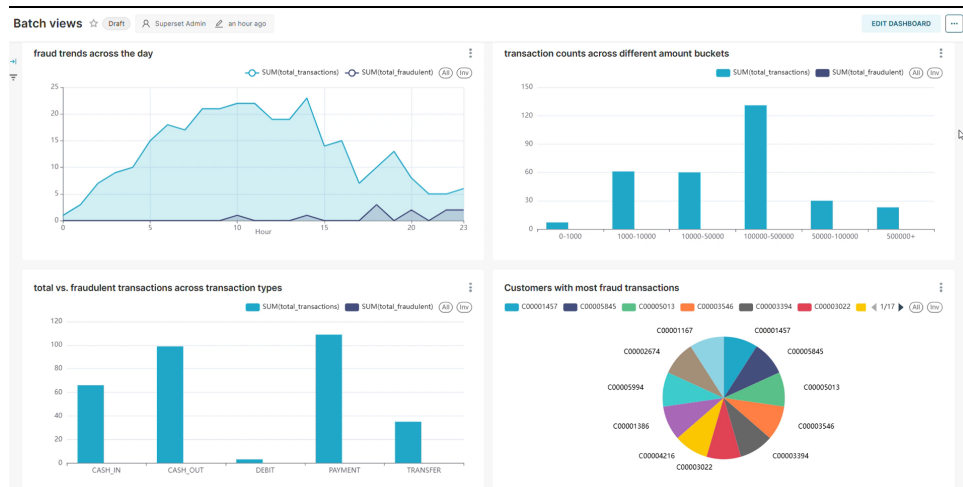 Batch views Draft Superset Admin an hour ago EDIT DASHBOARD ...
fraud trends across the day
SUM(total_transactions) SUM(total_fraudulent) All Inv
25
20
15
10
5
0
0 5 10 15 20 23
Hour
transaction counts across different amount buckets
SUM(total_transactions) SUM(total_fraudulent) All Inv
150
120
90
60
30
0
0-1000 1000-10000 10000-50000 100000-500000 50000-100000 500000+
total vs. fraudulent transactions across transaction types
SUM(total_transactions) SUM(total_fraudulent) All Inv
120
100
80
60
40
20
0
CASH_IN CASH_OUT DEBIT PAYMENT TRANSFER
Customers with most fraud transactions
C00001457 C00005845 C00005013 C00003546 C00003394 C00003022 1/17 All Inv
C00001167 C00001457
C00002674 C00005845
C00005994 C00005013
C00001386 C00003546
C00004216 C00003394
C00003022